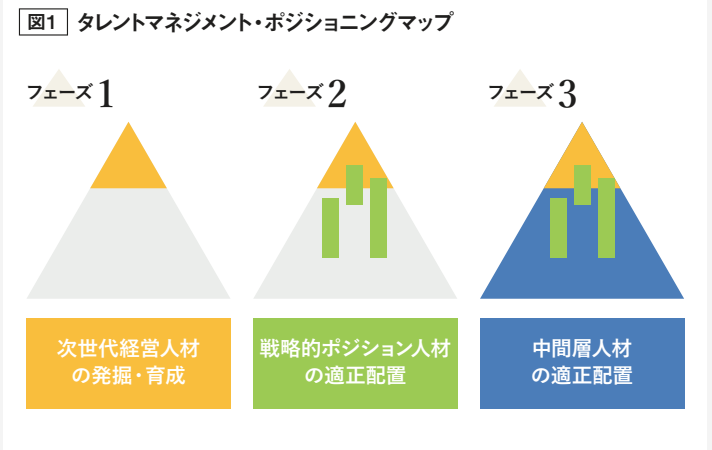 図1 タレントマネジメント・ポジショニングマップ
フェーズ1
フェーズ2
フェーズ3
次世代経営人材
の発掘・育成
戦略的ポジション人材
の適正配置
中間層人材
の適正配置